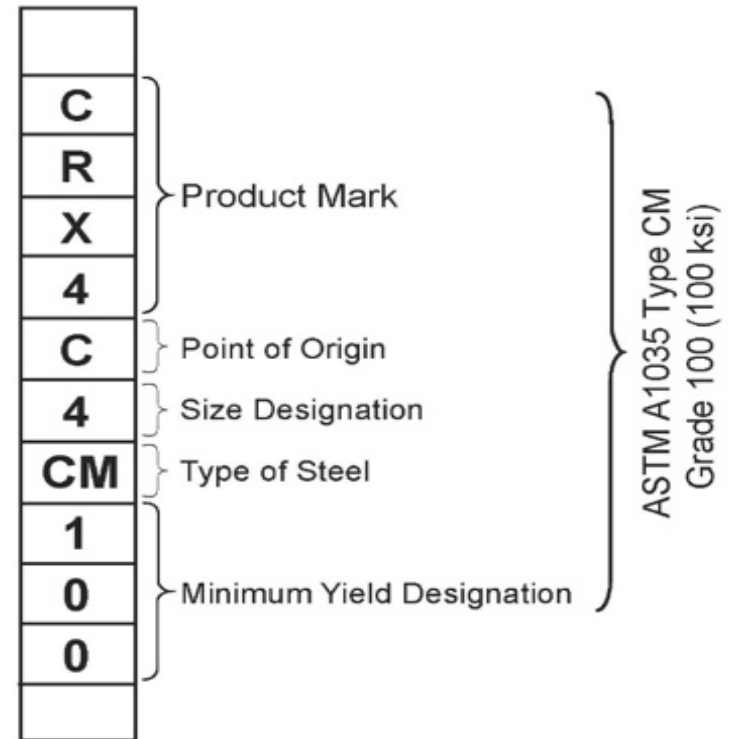 C
R
X
4
Product Mark
C
Point of Origin
4
Size Designation
CM
Type of Steel
1
0
0
Minimum Yield Designation
ASTM A1035 Type CM
Grade 100 (100 ksi)